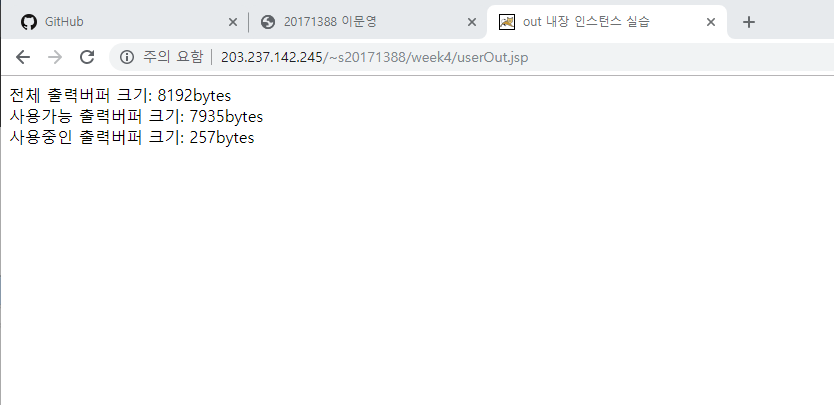 GitHub
20171388 이문영
out 내장 인스턴스 실습
주의 요함
203.237.142.245/~s20171388/week4/userOut.jsp
전체 출력버퍼 크기: 8192bytes
사용가능 출력버퍼 크기: 7935bytes
사용중인 출력버퍼 크기: 257bytes